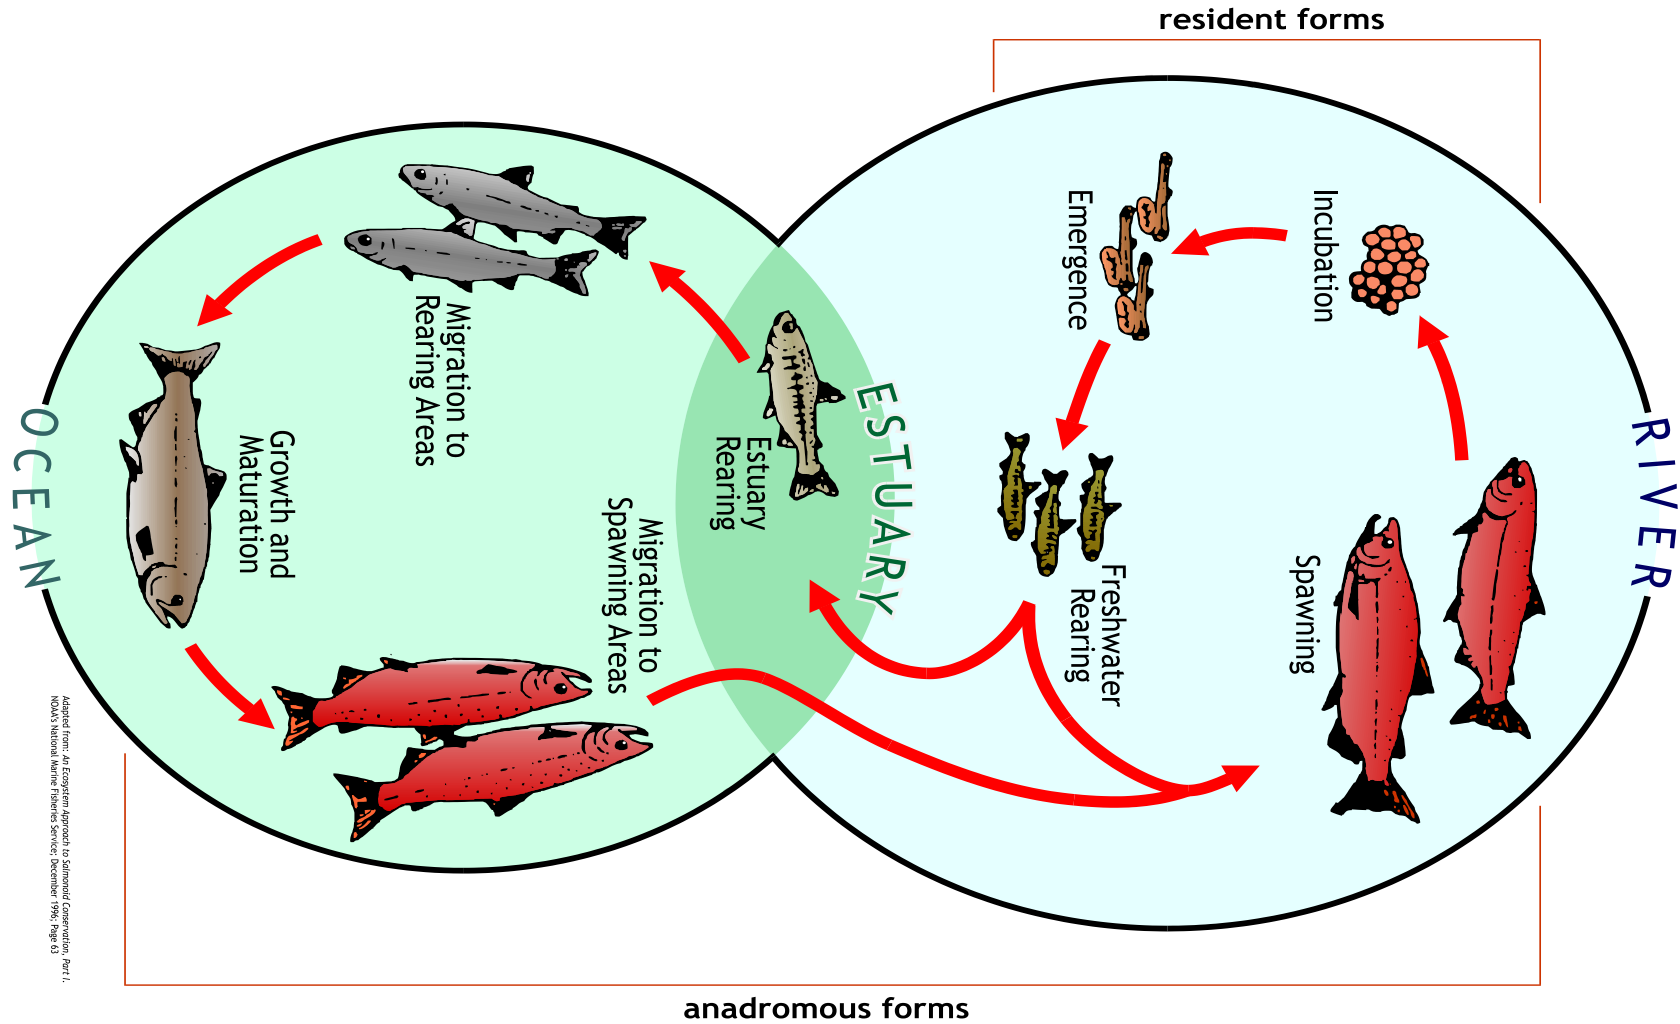 resident forms
RIVER
Incubation
Emergence
Spawning
Freshwater
Rearing
ESTUARY
Estuary
Rearing
Migration to
Rearing Areas
Migration to
Spawning Areas
Growth and
Maturation
OCEAN
Adapted from: An Ecosystem Approach to Salmonoid Conservation, Part I.
NOAA's National Marine Fisheries Service; December 1996; Page 63
anadromous forms